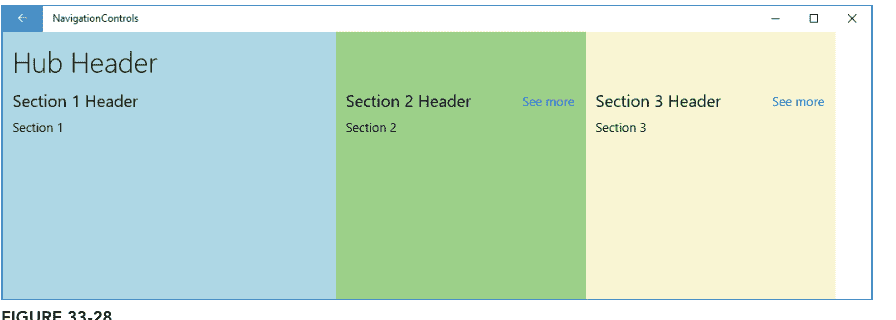 NavigationControls
Hub Header
Section 1 Header
Section 2 Header See more
Section 3 Header See more
Section 1
Section 2
Section 3
FIGURE 33-28